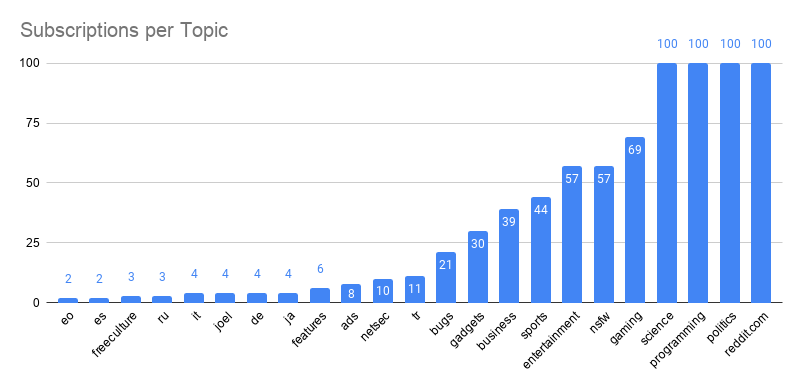 Subscriptions per Topic
100
75
50
25
0
2
2
3
3
4
4
4
4
6
8
10
11
21
30
39
44
57
57
69
100
100
100
100
eo
es
freeculture
ru
it
joel
de
ja
features
ads
netsec
tr
bugs
gadgets
business
sports
entertainment
nsfw
gaming
science
programming
politics
reddit.com